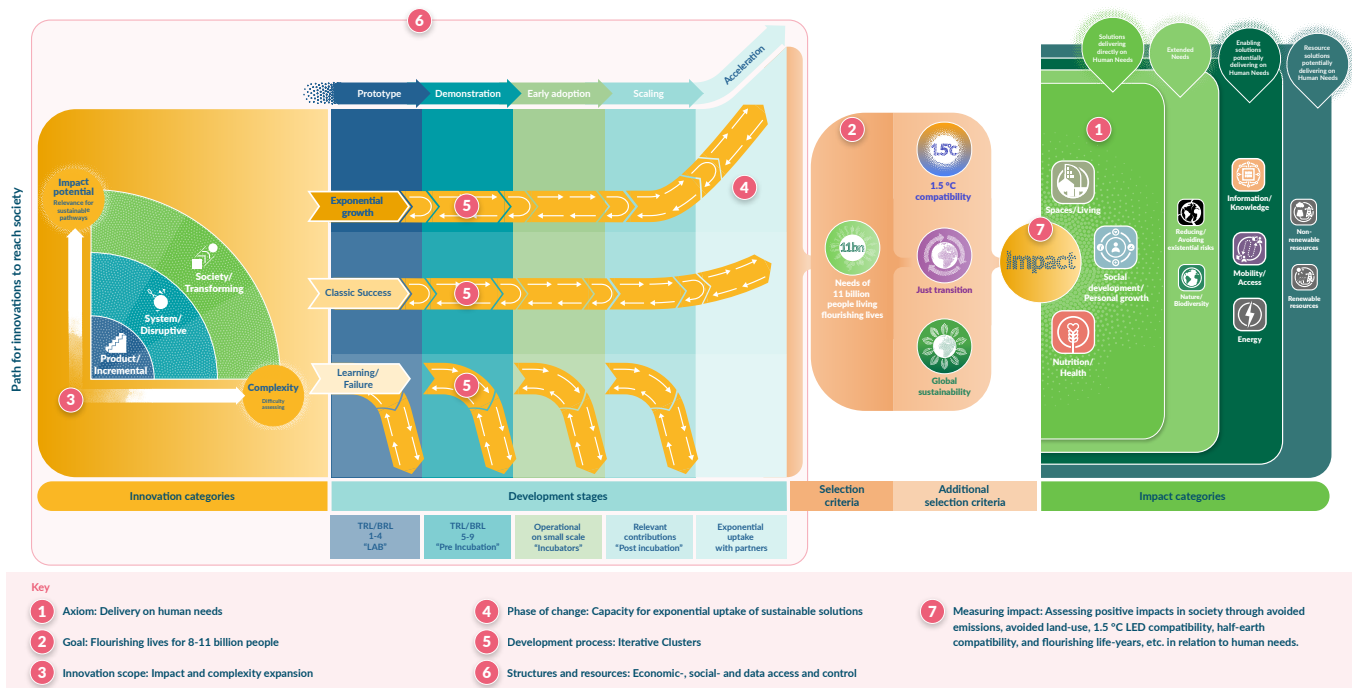 6
Solutions
delivering
directly on
Human Needs
Extended
Needs
Enabling
solutions
potentially
delivering on
Human Needs
Resource
solutions
potentially
delivering on
Human Needs
Path for innovations to reach society
Prototype
Demonstration
Early adoption
Scaling
Acceleration
Impact
potential
Relevance for
sustainable
pathways
Society/
Transforming
System/
Disruptive
Product/
Incremental
Complexity
Difficulty
assessing
3
Exponential
growth
5
4
Classic Success
5
Learning/
Failure
5
2
11bn
Needs of
11 billion
people living
flourishing lives
1.5°C
1.5 °C
compatibility
Just transition
Global
sustainability
7
Impact
1
Spaces/Living
Social
development/
Personal growth
Nutrition/
Health
Reducing/
Avoiding
existential risks
Nature/
Biodiversity
Information/
Knowledge
Mobility/
Access
Energy
Non-
renewable
resources
Renewable
resources
Innovation categories
Development stages
Selection
criteria
Additional
selection criteria
Impact categories
TRL/BRL
1-4
“LAB”
TRL/BRL
5-9
“Pre Incubation”
Operational
on small scale
“Incubators”
Relevant
contributions
“Post incubation”
Exponential
uptake
with partners
Key
1 Axiom: Delivery on human needs
2 Goal: Flourishing lives for 8-11 billion people
3 Innovation scope: Impact and complexity expansion
4 Phase of change: Capacity for exponential uptake of sustainable solutions
5 Development process: Iterative Clusters
6 Structures and resources: Economic-, social- and data access and control
7 Measuring impact: Assessing positive impacts in society through avoided
emissions, avoided land-use, 1.5 °C LED compatibility, half-earth
compatibility, and flourishing life-years, etc. in relation to human needs.